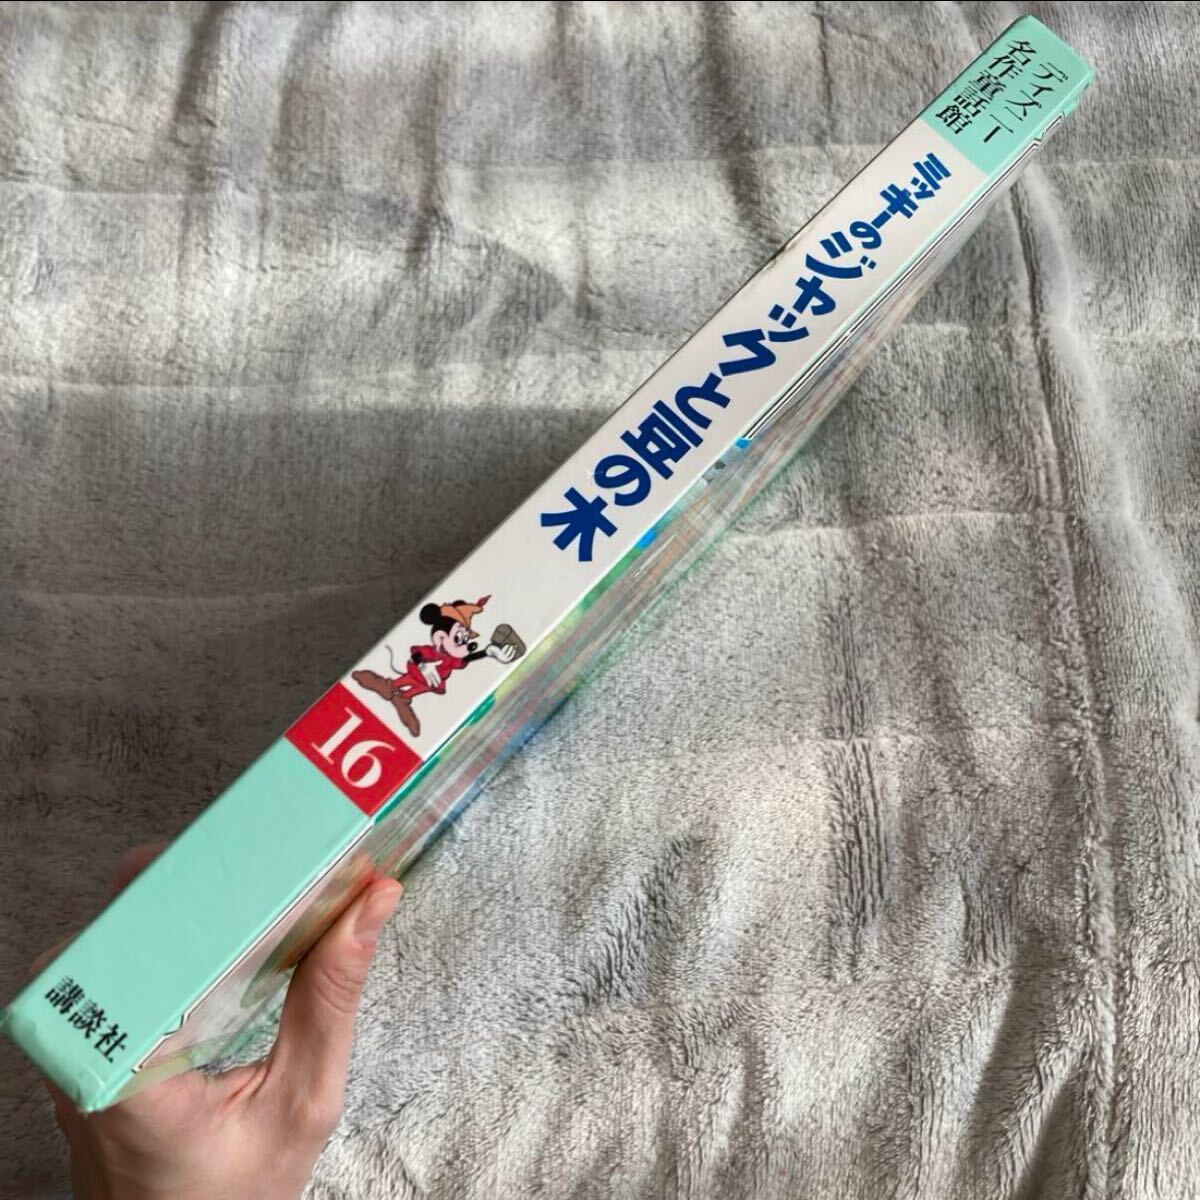 ディズニー
名作童話館
ミッキーのジャックと豆の木
16
講談社